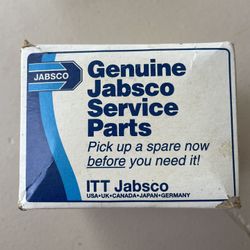 JABSCO
Genuine
Jabsco
Service
Parts
Pick up a spare now
before you need it!
ITT Jabsco
USA•UK•CANADA•JAPAN•GERMANY